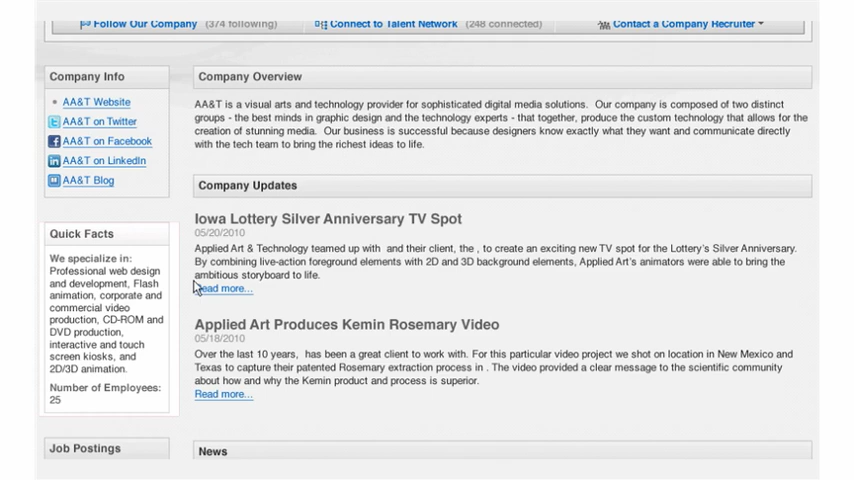 Follow Our Company (374 following)
Connect to Talent Network (248 connected)
Contact a Company Recruiter
Company Info
AA&T Website
AA&T on Twitter
AA&T on Facebook
AA&T on LinkedIn
AA&T Blog
Quick Facts
We specialize in:
Professional web design
and development, Flash
animation, corporate and
commercial video
production, CD-ROM and
DVD production,
interactive and touch
screen kiosks, and
2D/3D animation.
Number of Employees:
25
Job Postings
Company Overview
AA&T is a visual arts and technology provider for sophisticated digital media solutions. Our company is composed of two distinct
groups - the best minds in graphic design and the technology experts - that together, produce the custom technology that allows for the
creation of stunning media. Our business is successful because designers know exactly what they want and communicate directly
with the tech team to bring the richest ideas to life.
Company Updates
Iowa Lottery Silver Anniversary TV Spot
05/20/2010
Applied Art & Technology teamed up with and their client, the , to create an exciting new TV spot for the Lottery's Silver Anniversary.
By combining live-action foreground elements with 2D and 3D background elements, Applied Art's animators were able to bring the
ambitious storyboard to life.
Read more...
Applied Art Produces Kemin Rosemary Video
05/18/2010
Over the last 10 years, has been a great client to work with. For this particular video project we shot on location in New Mexico and
Texas to capture their patented Rosemary extraction process in . The video provided a clear message to the scientific community
about how and why the Kemin product and process is superior.
Read more...
News